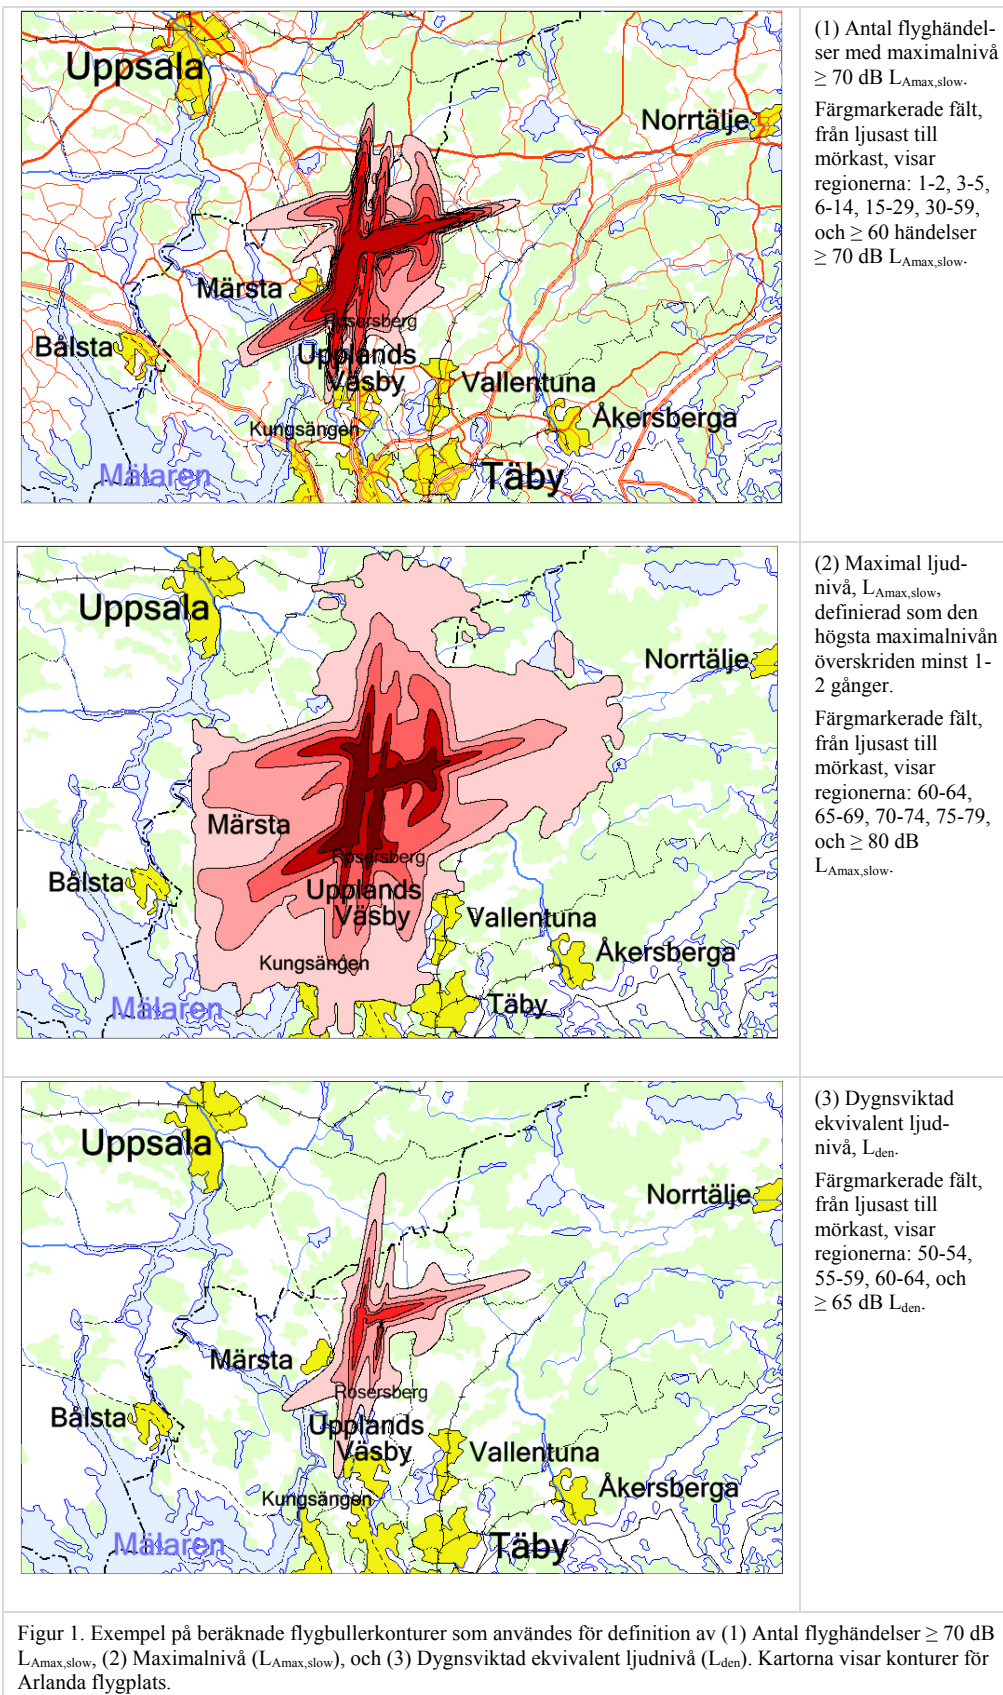 Uppsala
Norrtälje
Märsta
Rosersberg
Bålsta
Upplands
Väsby
Vallentuna
Åkersberga
Kungsängen
Mälaren
Täby
(1) Antal flyghändel-
ser med maximalnivå
≥ 70 dB LAmax,slow.
Färgmarkerade fält,
från ljusast till
mörkast, visar
regionerna: 1-2, 3-5,
6-14, 15-29, 30-59,
och ≥ 60 händelser
≥ 70 dB LAmax,slow.
Uppsala
Norrtälje
Märsta
Rosersberg
Bålsta
Upplands
Väsby
Vallentuna
Åkersberga
Kungsängen
Mälaren
Täby
(2) Maximal ljud-
nivå, LAmax,slow,
definierad som den
högsta maximalnivån
överskriden minst 1-
2 gånger.
Färgmarkerade fält,
från ljusast till
mörkast, visar
regionerna: 60-64,
65-69, 70-74, 75-79,
och ≥ 80 dB
LAmax,slow.
Uppsala
Norrtälje
Märsta
Rosersberg
Bålsta
Upplands
Väsby
Vallentuna
Åkersberga
Kungsängen
Mälaren
Täby
(3) Dygnsviktad
ekvivalent ljud-
nivå, Lden.
Färgmarkerade fält,
från ljusast till
mörkast, visar
regionerna: 50-54,
55-59, 60-64, och
≥ 65 dB Lden.
Figur 1. Exempel på beräknade flygbullerkonturer som användes för definition av (1) Antal flyghändelser ≥ 70 dB
LAmax,slow, (2) Maximalnivå (LAmax,slow), och (3) Dygnsviktad ekvivalent ljudnivå (Lden). Kartorna visar konturer för
Arlanda flygplats.